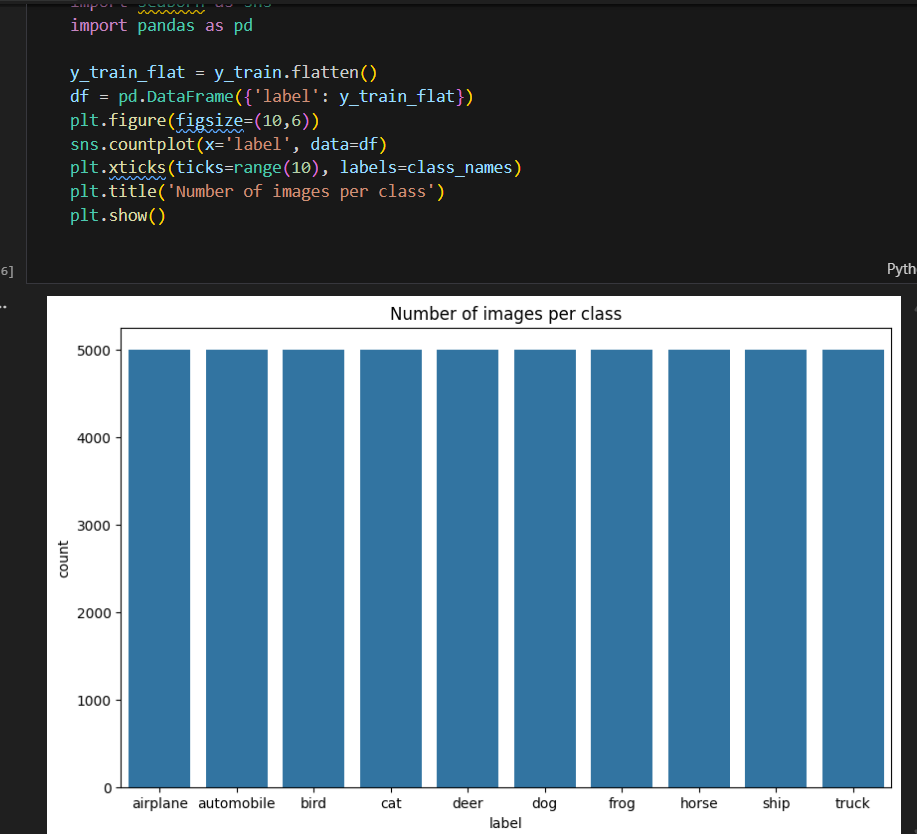 import seaborn as sns
import pandas as pd
y_train_flat = y_train.flatten()
df = pd.DataFrame({'label': y_train_flat})
plt.figure(figsize=(10,6))
sns.countplot(x='label', data=df)
plt.xticks(ticks=range(10), labels=class_names)
plt.title('Number of images per class')
plt.show()
6]
Pyth
Number of images per class
5000
4000
3000
2000
1000
0
count
airplane automobile bird cat deer dog frog horse ship truck
label